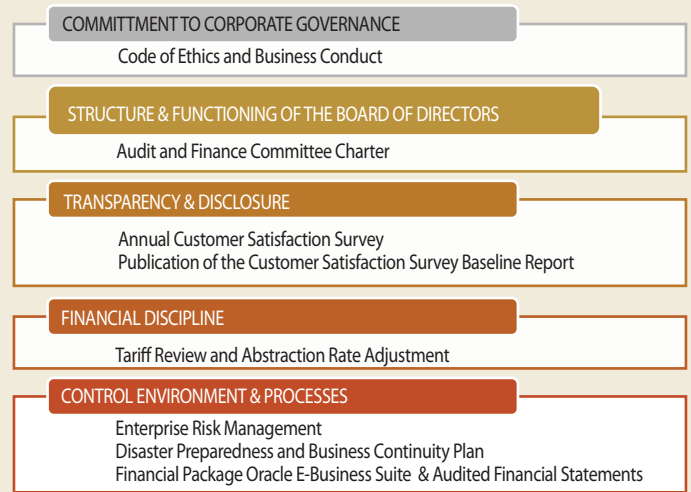 COMMITTMENT TO CORPORATE GOVERNANCE
Code of Ethics and Business Conduct
STRUCTURE & FUNCTIONING OF THE BOARD OF DIRECTORS
Audit and Finance Committee Charter
TRANSPARENCY & DISCLOSURE
Annual Customer Satisfaction Survey
Publication of the Customer Satisfaction Survey Baseline Report
FINANCIAL DISCIPLINE
Tariff Review and Abstraction Rate Adjustment
CONTROL ENVIRONMENT & PROCESSES
Enterprise Risk Management
Disaster Preparedness and Business Continuity Plan
Financial Package Oracle E-Business Suite & Audited Financial Statements